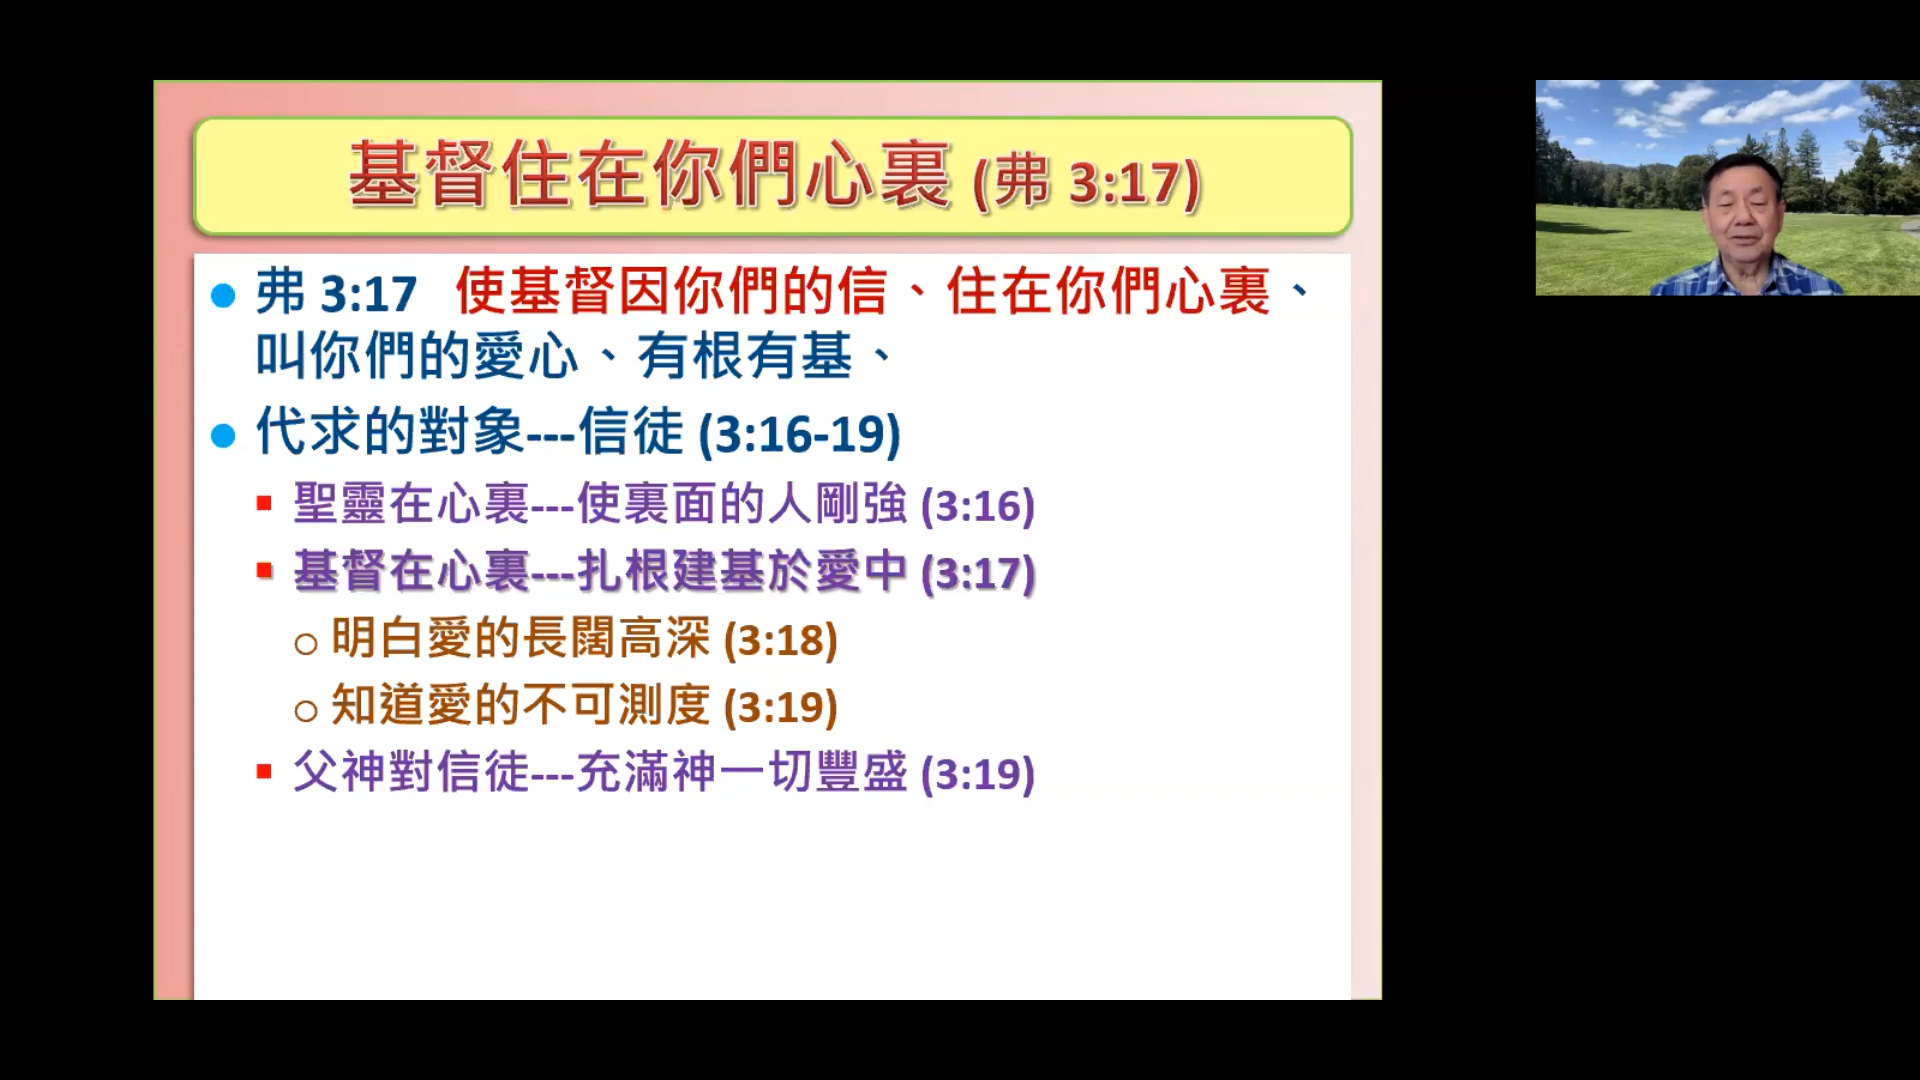 基督住在你們心裏 (弗 3:17)
弗 3:17 使基督因你們的信、住在你們心裏、
叫你們的愛心、有根有基、
代求的對象---信徒 (3:16-19)
聖靈在心裏---使裏面的人剛強 (3:16)
基督在心裏---扎根建基於愛中 (3:17)
明白愛的長闊高深 (3:18)
知道愛的不可測度 (3:19)
父神對信徒---充滿神一切豐盛 (3:19)